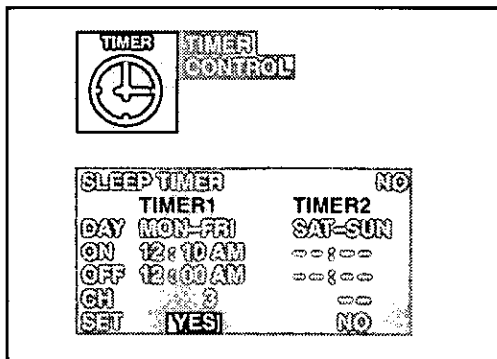 TIMER
TIMER
CONTROL
SLEEP TIMER NO
TIMER1 TIMER2
DAY MON-FRI SAT-SUN
ON 12:10 AM --:--
OFF 12:00 AM --:--
CH 3 --
SET YES NO